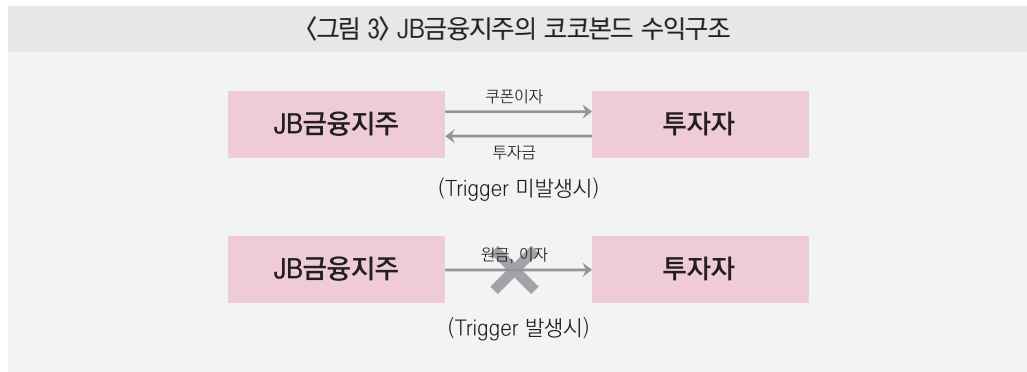 〈그림 3〉 JB금융지주의 코코본드 수익구조
쿠폰이자
JB금융지주
투자자
투자금
(Trigger 미발생시)
원금, 이자
JB금융지주
투자자
(Trigger 발생시)